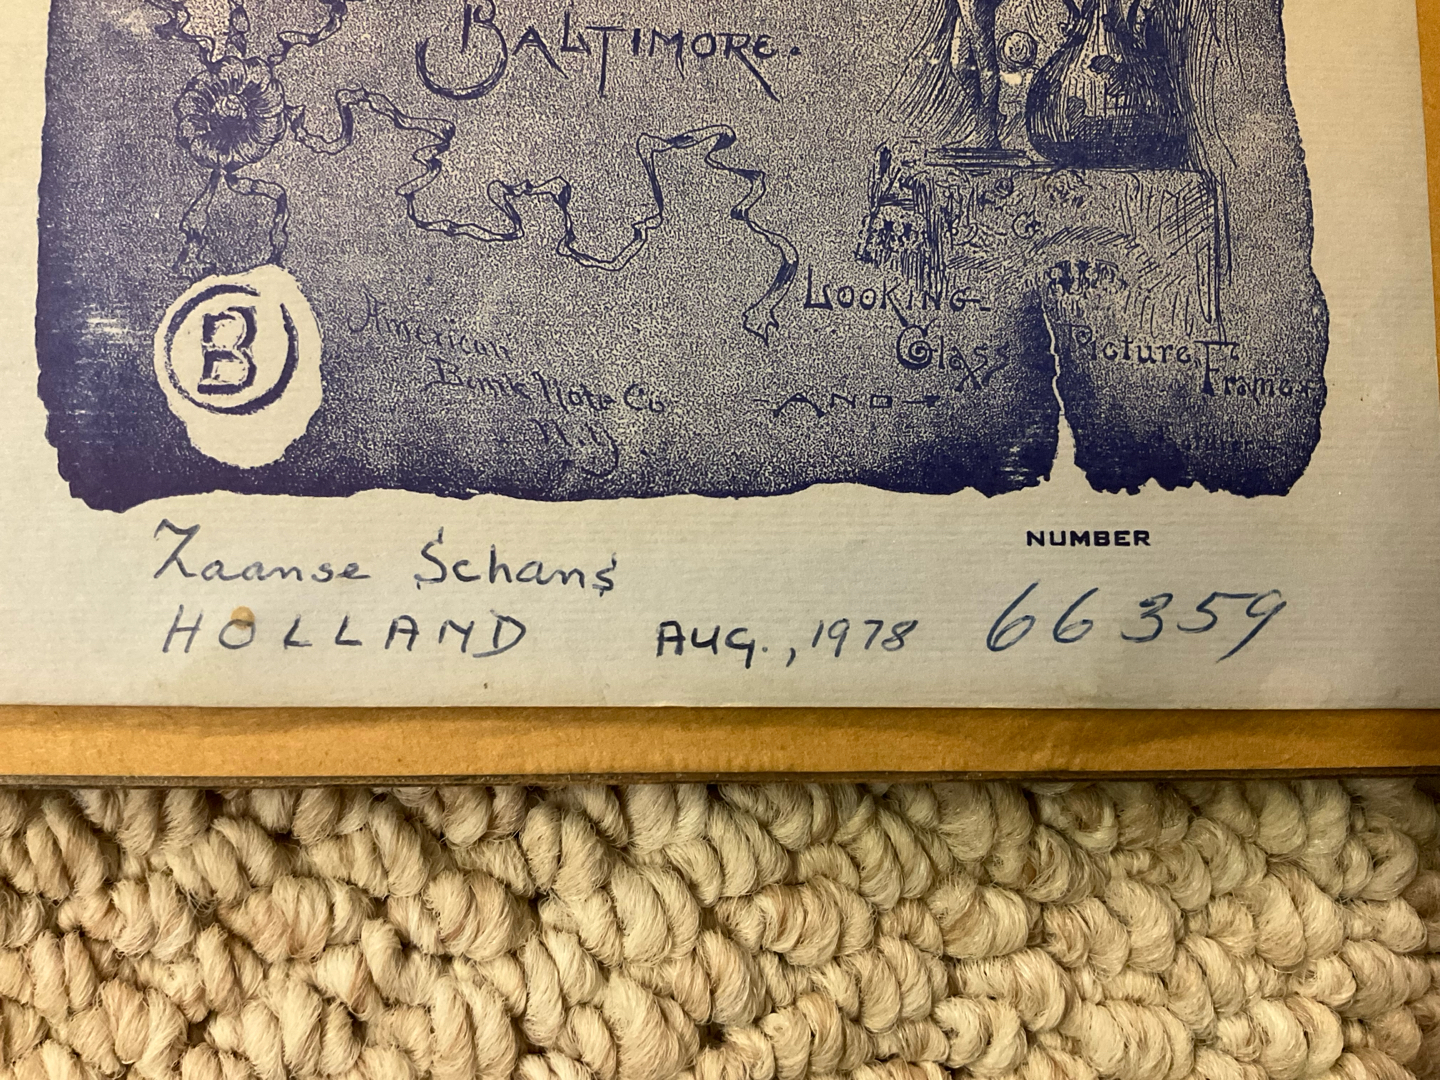 BALTIMORE.
LOOKING
Glass
Picture
Frames
AND
B
American
Bank Note Co
N.Y.
Zaanse Schans
HOLLAND AUG., 1978
NUMBER
66359